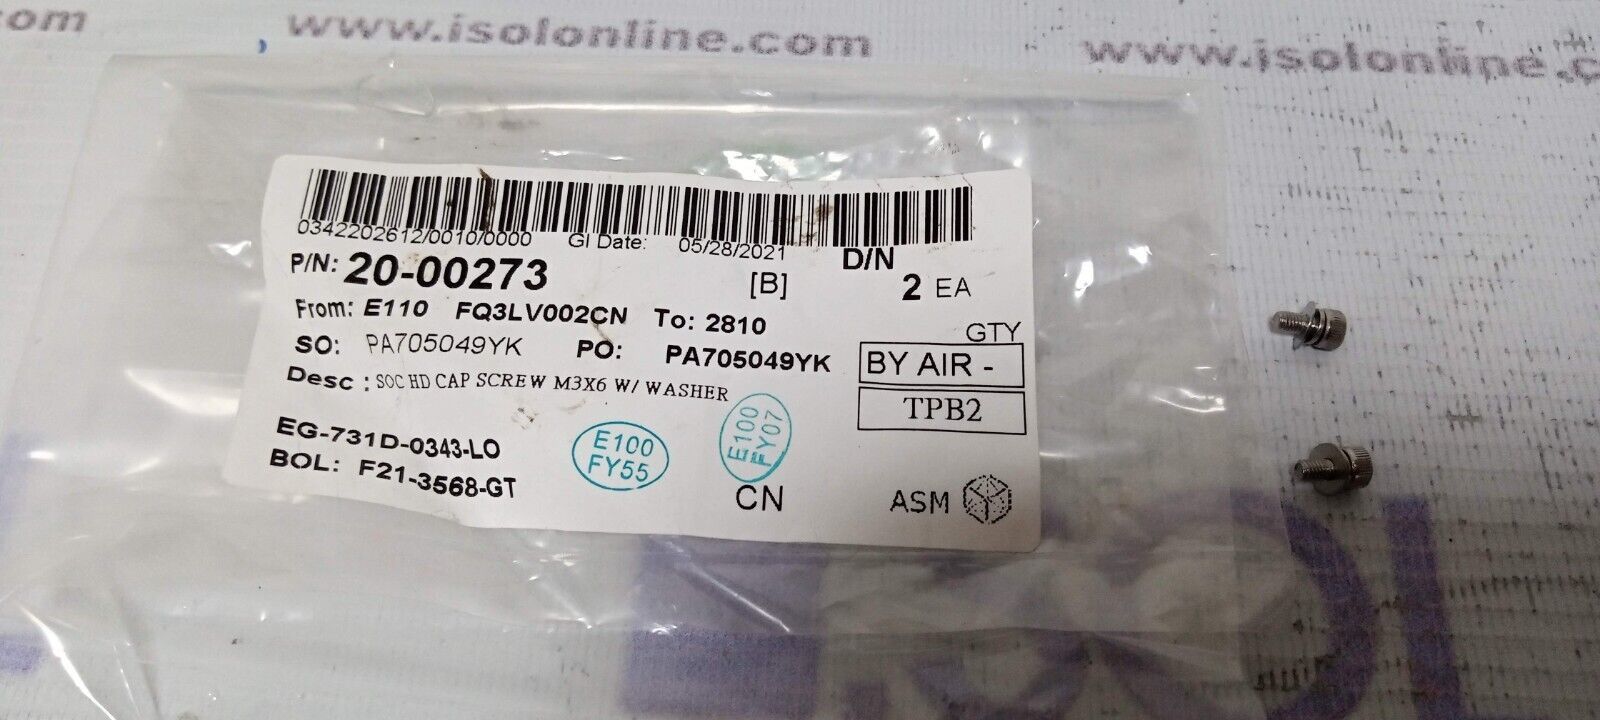 om
www.isolonline.com
www.isolonline.c
0342202612/0010/0000 GI Date: 05/28/2021 D/N
P/N: 20-00273 [B] 2 EA
From: E110 FQ3LV002CN To: 2810 GTY
SO: PA705049YK PO: PA705049YK BY AIR -
Desc : SOC HD CAP SCREW M3X6 W/ WASHER TPB2
EG-731D-0343-LO
E100
FY55
E100
FY07
BOL: F21-3568-GT CN ASM